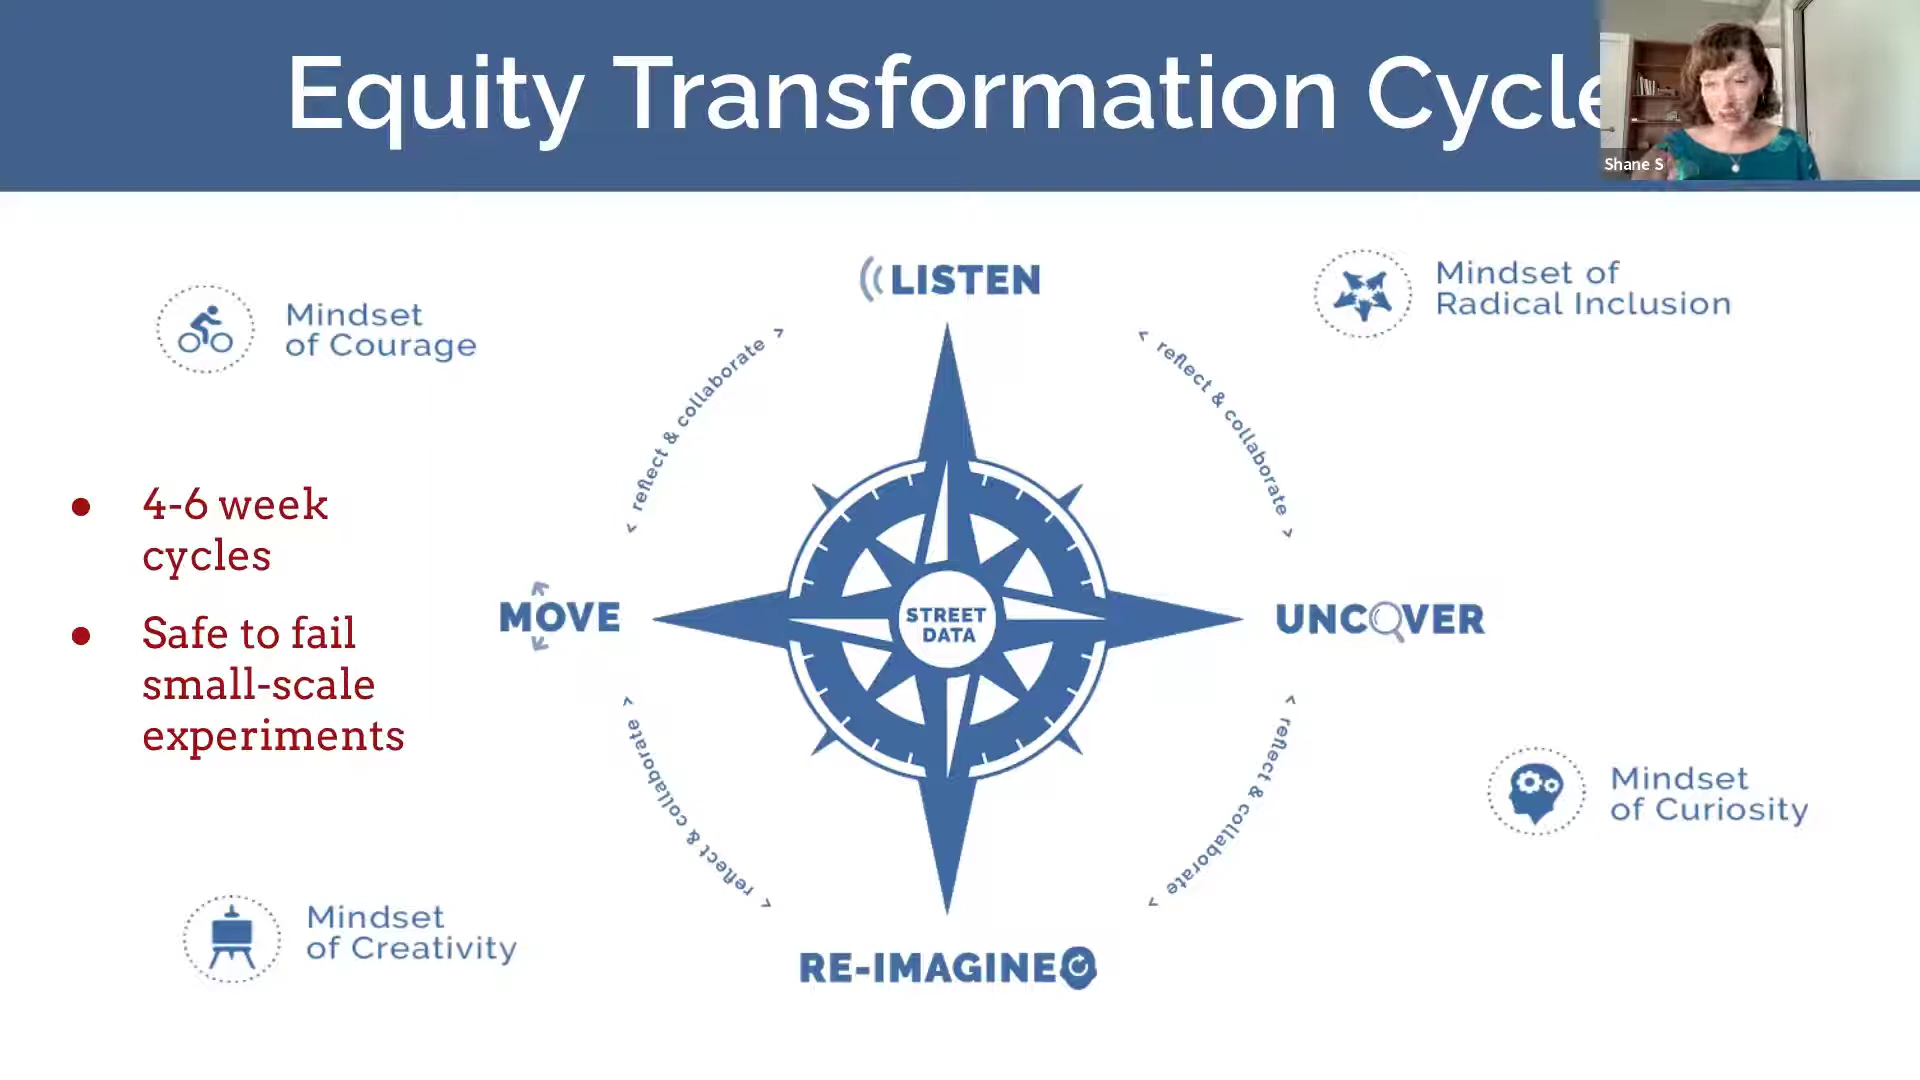 Equity Transformation Cycle
Shane S
LISTEN
Mindset of
Radical Inclusion
Mindset
of Courage
< reflect & collaborate >
< reflect & collaborate >
4-6 week
cycles
Safe to fail
small-scale
experiments
MOVE
STREET
DATA
UNCOVER
< reflect & collaborate >
< reflect & collaborate >
Mindset
of Curiosity
Mindset
of Creativity
RE-IMAGINE